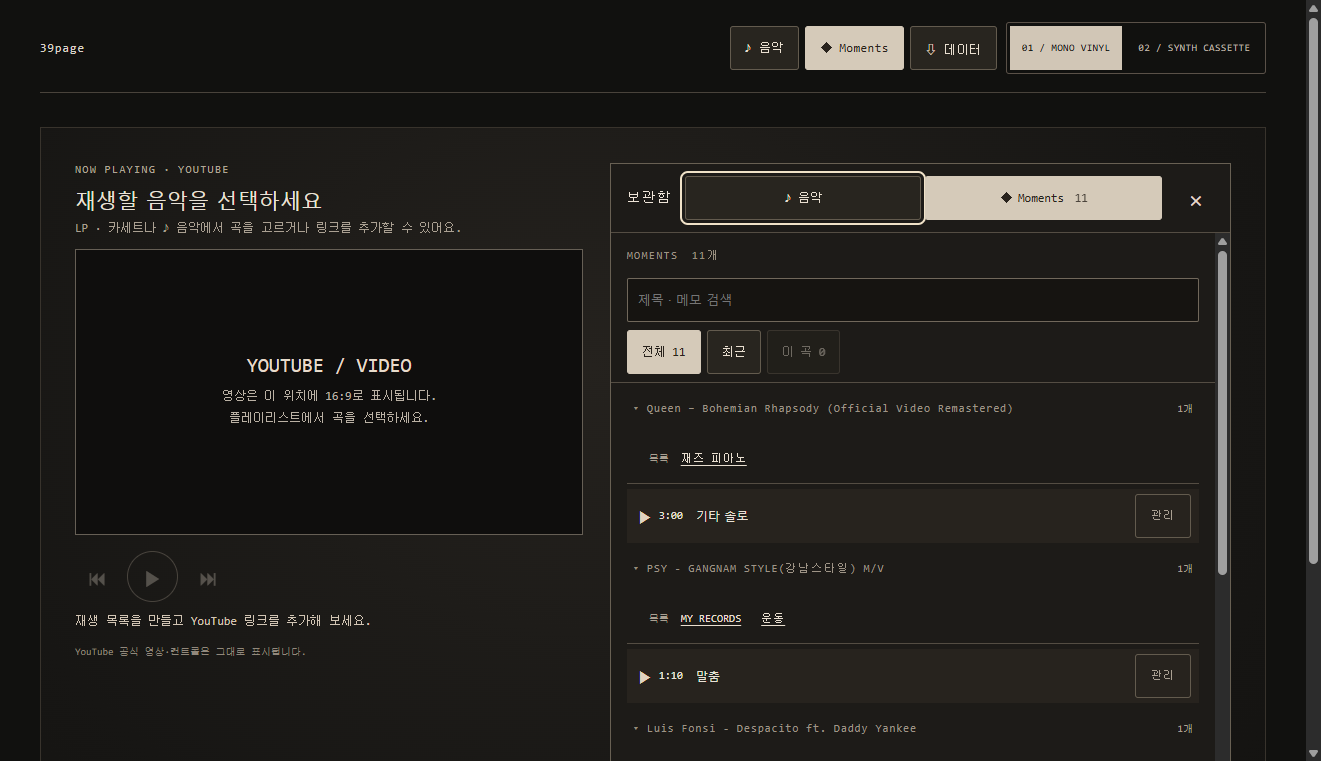 39page
♪ 음악
◆ Moments
⇩ 데이터
01 / MONO VINYL
02 / SYNTH CASSETTE
NOW PLAYING · YOUTUBE
재생할 음악을 선택하세요
LP · 카세트나 ♪ 음악에서 곡을 고르거나 링크를 추가할 수 있어요.
YOUTUBE / VIDEO
영상은 이 위치에 16:9로 표시됩니다.
플레이리스트에서 곡을 선택하세요.
재생 목록을 만들고 YouTube 링크를 추가해 보세요.
YouTube 공식 영상·컨트롤은 그대로 표시됩니다.
보관함
♪ 음악
◆ Moments 11
×
MOMENTS 11개
제목 · 메모 검색
전체 11
최근
이 곡 0
▾ Queen – Bohemian Rhapsody (Official Video Remastered) 1개
목록 재즈 피아노
▶ 3:00 기타 솔로 관리
▾ PSY - GANGNAM STYLE(강남스타일) M/V 1개
목록 MY RECORDS 운동
▶ 1:10 말춤 관리
▾ Luis Fonsi - Despacito ft. Daddy Yankee 1개